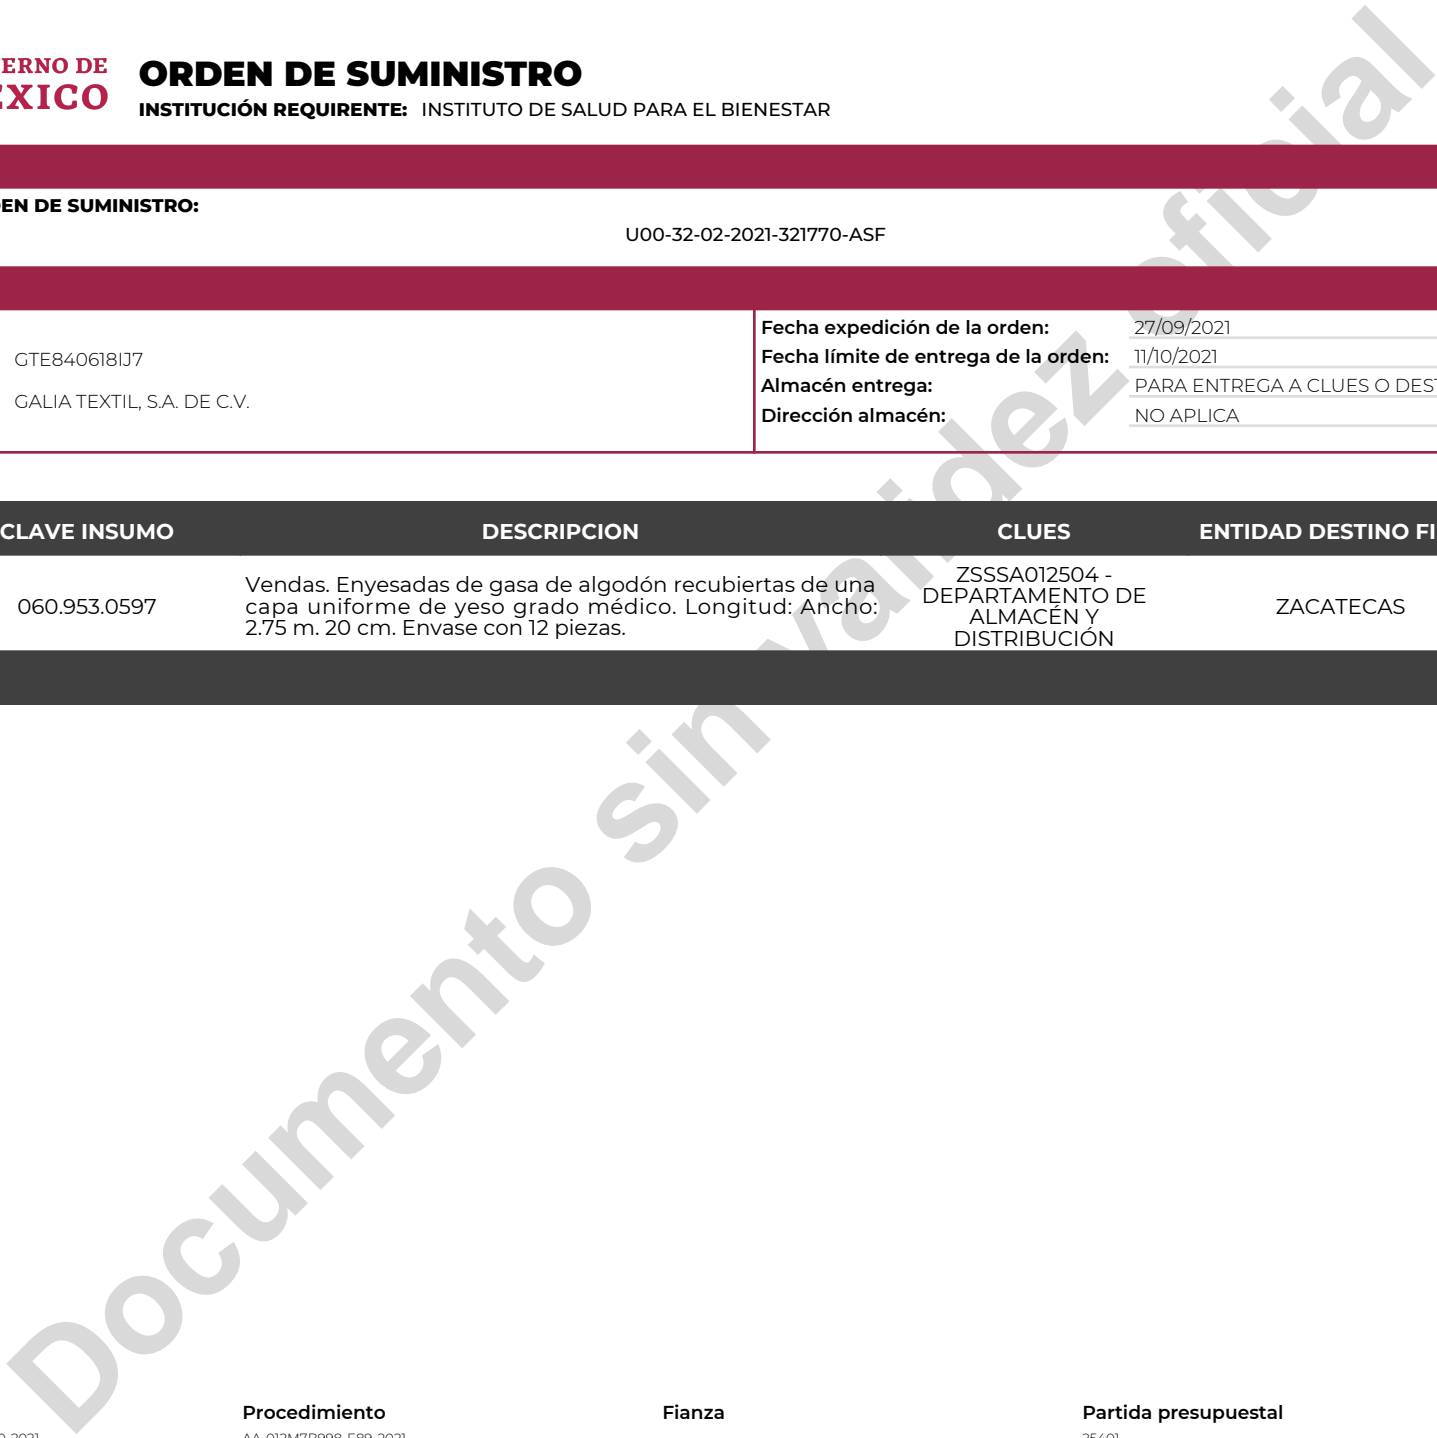 ERNO DE
EXICO
ORDEN DE SUMINISTRO
INSTITUCIÓN REQUIRENTE: INSTITUTO DE SALUD PARA EL BIENESTAR
EN DE SUMINISTRO:
U00-32-02-2021-321770-ASF
GTE840618IJ7
GALIA TEXTIL, S.A. DE C.V.
Fecha expedición de la orden: 27/09/2021
Fecha límite de entrega de la orden: 11/10/2021
Almacén entrega: PARA ENTREGA A CLUES O DEST
Dirección almacén: NO APLICA
CLAVE INSUMO DESCRIPCION CLUES ENTIDAD DESTINO FI
060.953.0597
Vendas. Enyesadas de gasa de algodón recubiertas de una
capa uniforme de yeso grado médico. Longitud: Ancho:
2.75 m. 20 cm. Envase con 12 piezas.
ZSSSA012504 -
DEPARTAMENTO DE
ALMACÉN Y
DISTRIBUCIÓN
ZACATECAS
Documento sin validez oficial
Procedimiento Fianza Partida presupuestal